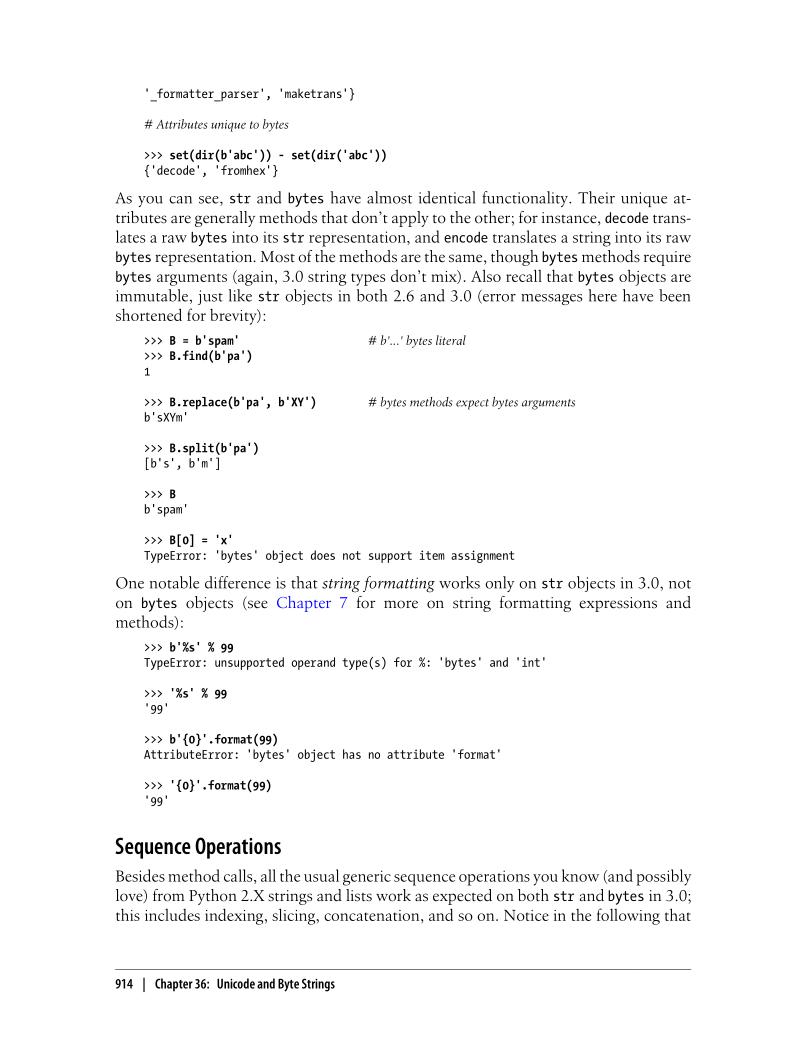 '_formatter_parser', 'maketrans'}
# Attributes unique to bytes
>>> set(dir(b'abc')) - set(dir('abc'))
{'decode', 'fromhex'}
As you can see, str and bytes have almost identical functionality. Their unique at-
tributes are generally methods that don’t apply to the other; for instance, decode trans-
lates a raw bytes into its str representation, and encode translates a string into its raw
bytes representation. Most of the methods are the same, though bytes methods require
bytes arguments (again, 3.0 string types don’t mix). Also recall that bytes objects are
immutable, just like str objects in both 2.6 and 3.0 (error messages here have been
shortened for brevity):
>>> B = b'spam' # b'...' bytes literal
>>> B.find(b'pa')
1
>>> B.replace(b'pa', b'XY') # bytes methods expect bytes arguments
b'sXYm'
>>> B.split(b'pa')
[b's', b'm']
>>> B
b'spam'
>>> B[0] = 'x'
TypeError: 'bytes' object does not support item assignment
One notable difference is that string formatting works only on str objects in 3.0, not
on bytes objects (see Chapter 7 for more on string formatting expressions and
methods):
>>> b'%s' % 99
TypeError: unsupported operand type(s) for %: 'bytes' and 'int'
>>> '%s' % 99
'99'
>>> b'{0}'.format(99)
AttributeError: 'bytes' object has no attribute 'format'
>>> '{0}'.format(99)
'99'
Sequence Operations
Besides method calls, all the usual generic sequence operations you know (and possibly
love) from Python 2.X strings and lists work as expected on both str and bytes in 3.0;
this includes indexing, slicing, concatenation, and so on. Notice in the following that
914 | Chapter 36: Unicode and Byte Strings